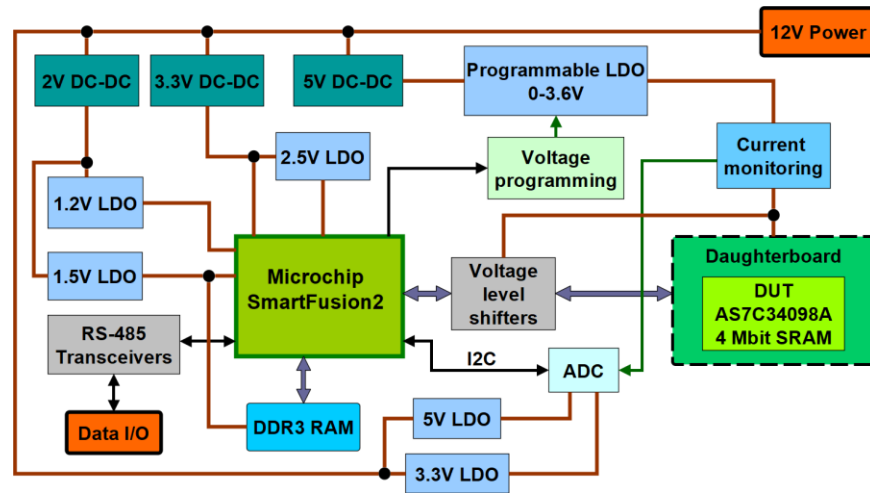 12V Power
2V DC-DC
3.3V DC-DC
5V DC-DC
Programmable LDO
0-3.6V
2.5V LDO
Voltage
programming
Current
monitoring
1.2V LDO
1.5V LDO
Microchip
SmartFusion2
Voltage
level
shifters
Daughterboard
DUT
AS7C34098A
4 Mbit SRAM
RS-485
Transceivers
I2C
ADC
Data I/O
DDR3 RAM
5V LDO
3.3V LDO